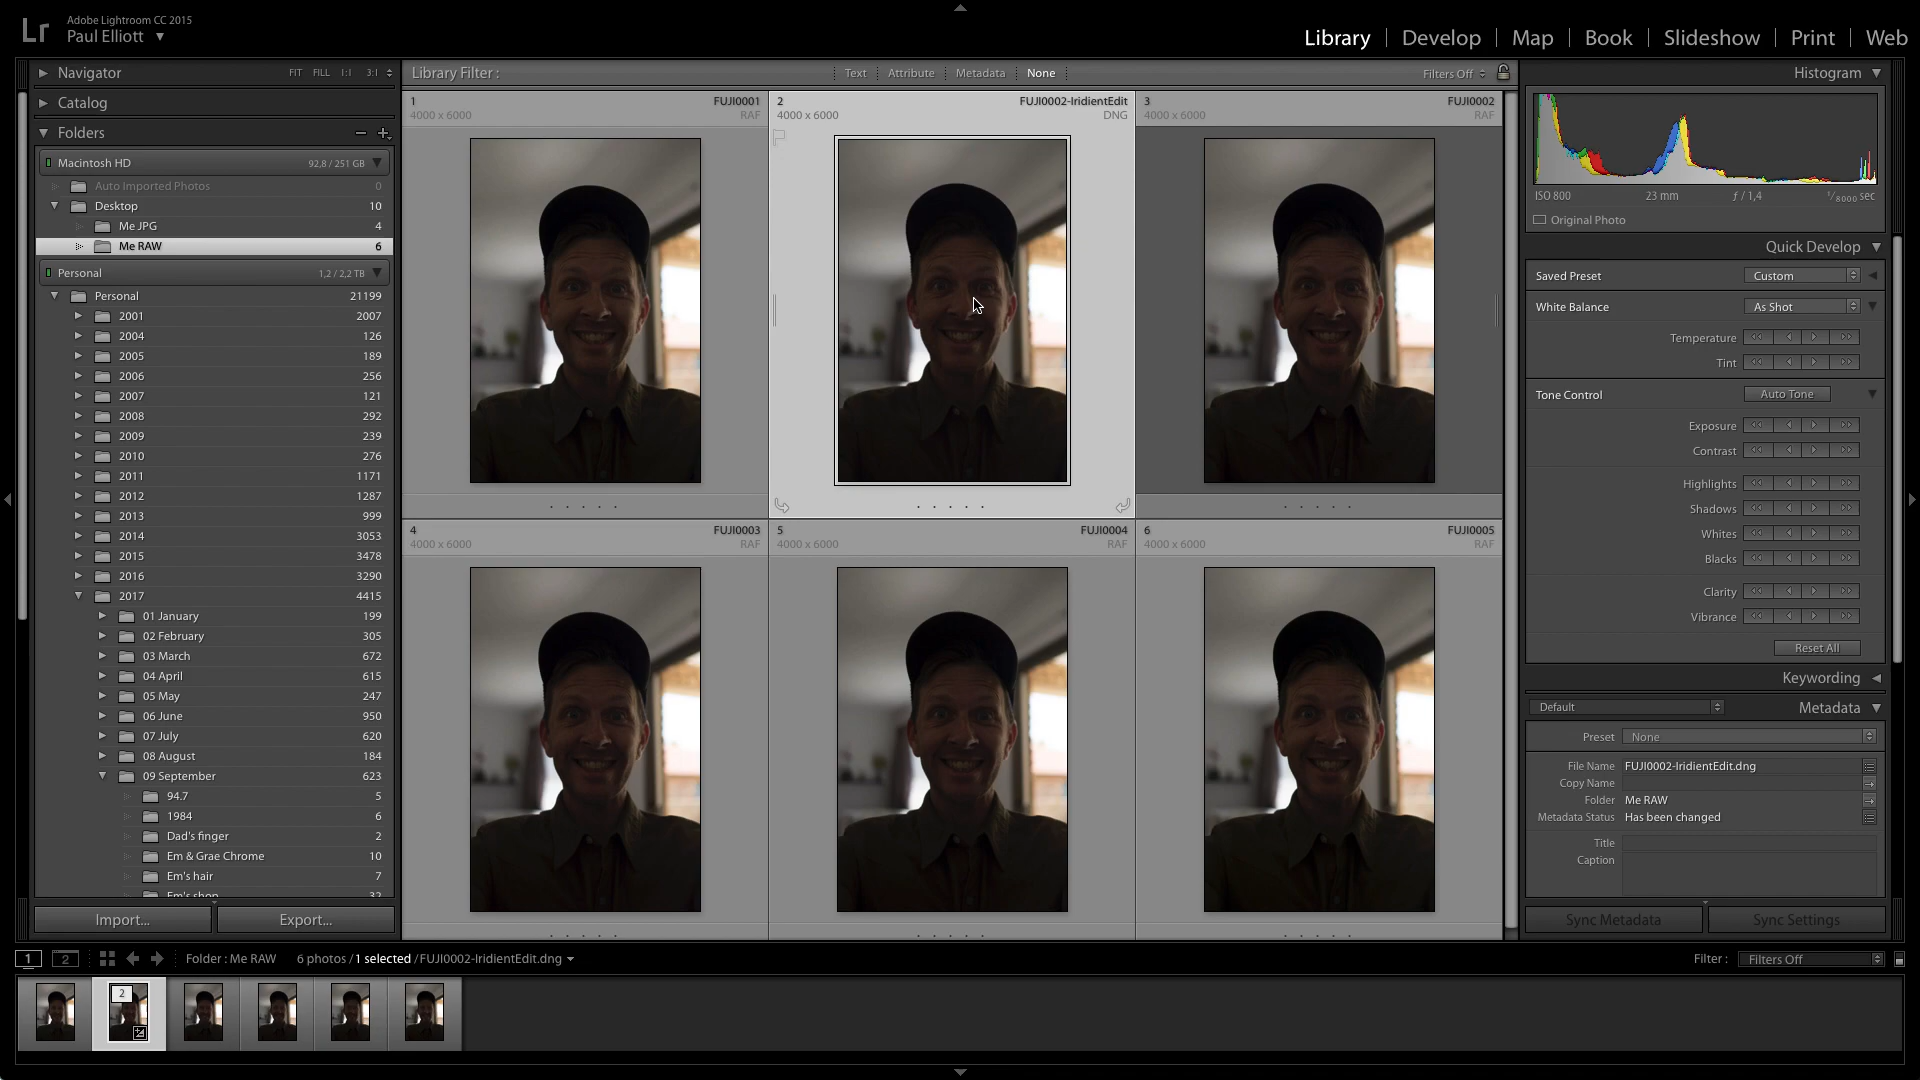 Lr
Adobe Lightroom CC 2015
Paul Elliott
Library | Develop | Map | Book | Slideshow | Print | Web
Navigator FIT FILL 1:1 3:1
Catalog
Folders
Macintosh HD 92,8 / 251 GB
Auto Imported Photos 0
Desktop 10
Me JPG 4
Me RAW 6
Personal 1,2 / 2,2 TB
Personal 21199
2001 2007
2004 126
2005 189
2006 256
2007 121
2008 292
2009 239
2010 276
2011 1171
2012 1287
2013 999
2014 3053
2015 3478
2016 3290
2017 4415
01 January 199
02 February 305
03 March 672
04 April 615
05 May 247
06 June 950
07 July 620
08 August 184
09 September 623
94.7 5
1984 6
Dad's finger 2
Em & Grae Chrome 10
Em's hair 7
Em's shop 32
Import... Export...
Library Filter : Text Attribute Metadata None Filters Off
1 FUJI0001
4000 x 6000 RAF
2 FUJI0002-IridientEdit
4000 x 6000 DNG
3 FUJI0002
4000 x 6000 RAF
4 FUJI0003
4000 x 6000 RAF
5 FUJI0004
4000 x 6000 RAF
6 FUJI0005
4000 x 6000 RAF
Histogram
ISO 800 23 mm ƒ / 1,4 1/8000 sec
Original Photo
Quick Develop
Saved Preset Custom
White Balance As Shot
Temperature
Tint
Tone Control Auto Tone
Exposure
Contrast
Highlights
Shadows
Whites
Blacks
Clarity
Vibrance
Reset All
Keywording
Default Metadata
Preset None
File Name FUJI0002-IridientEdit.dng
Copy Name
Folder Me RAW
Metadata Status Has been changed
Title
Caption
Sync Metadata Sync Settings
1 2 Folder : Me RAW 6 photos / 1 selected / FUJI0002-IridientEdit.dng Filter : Filters Off
2